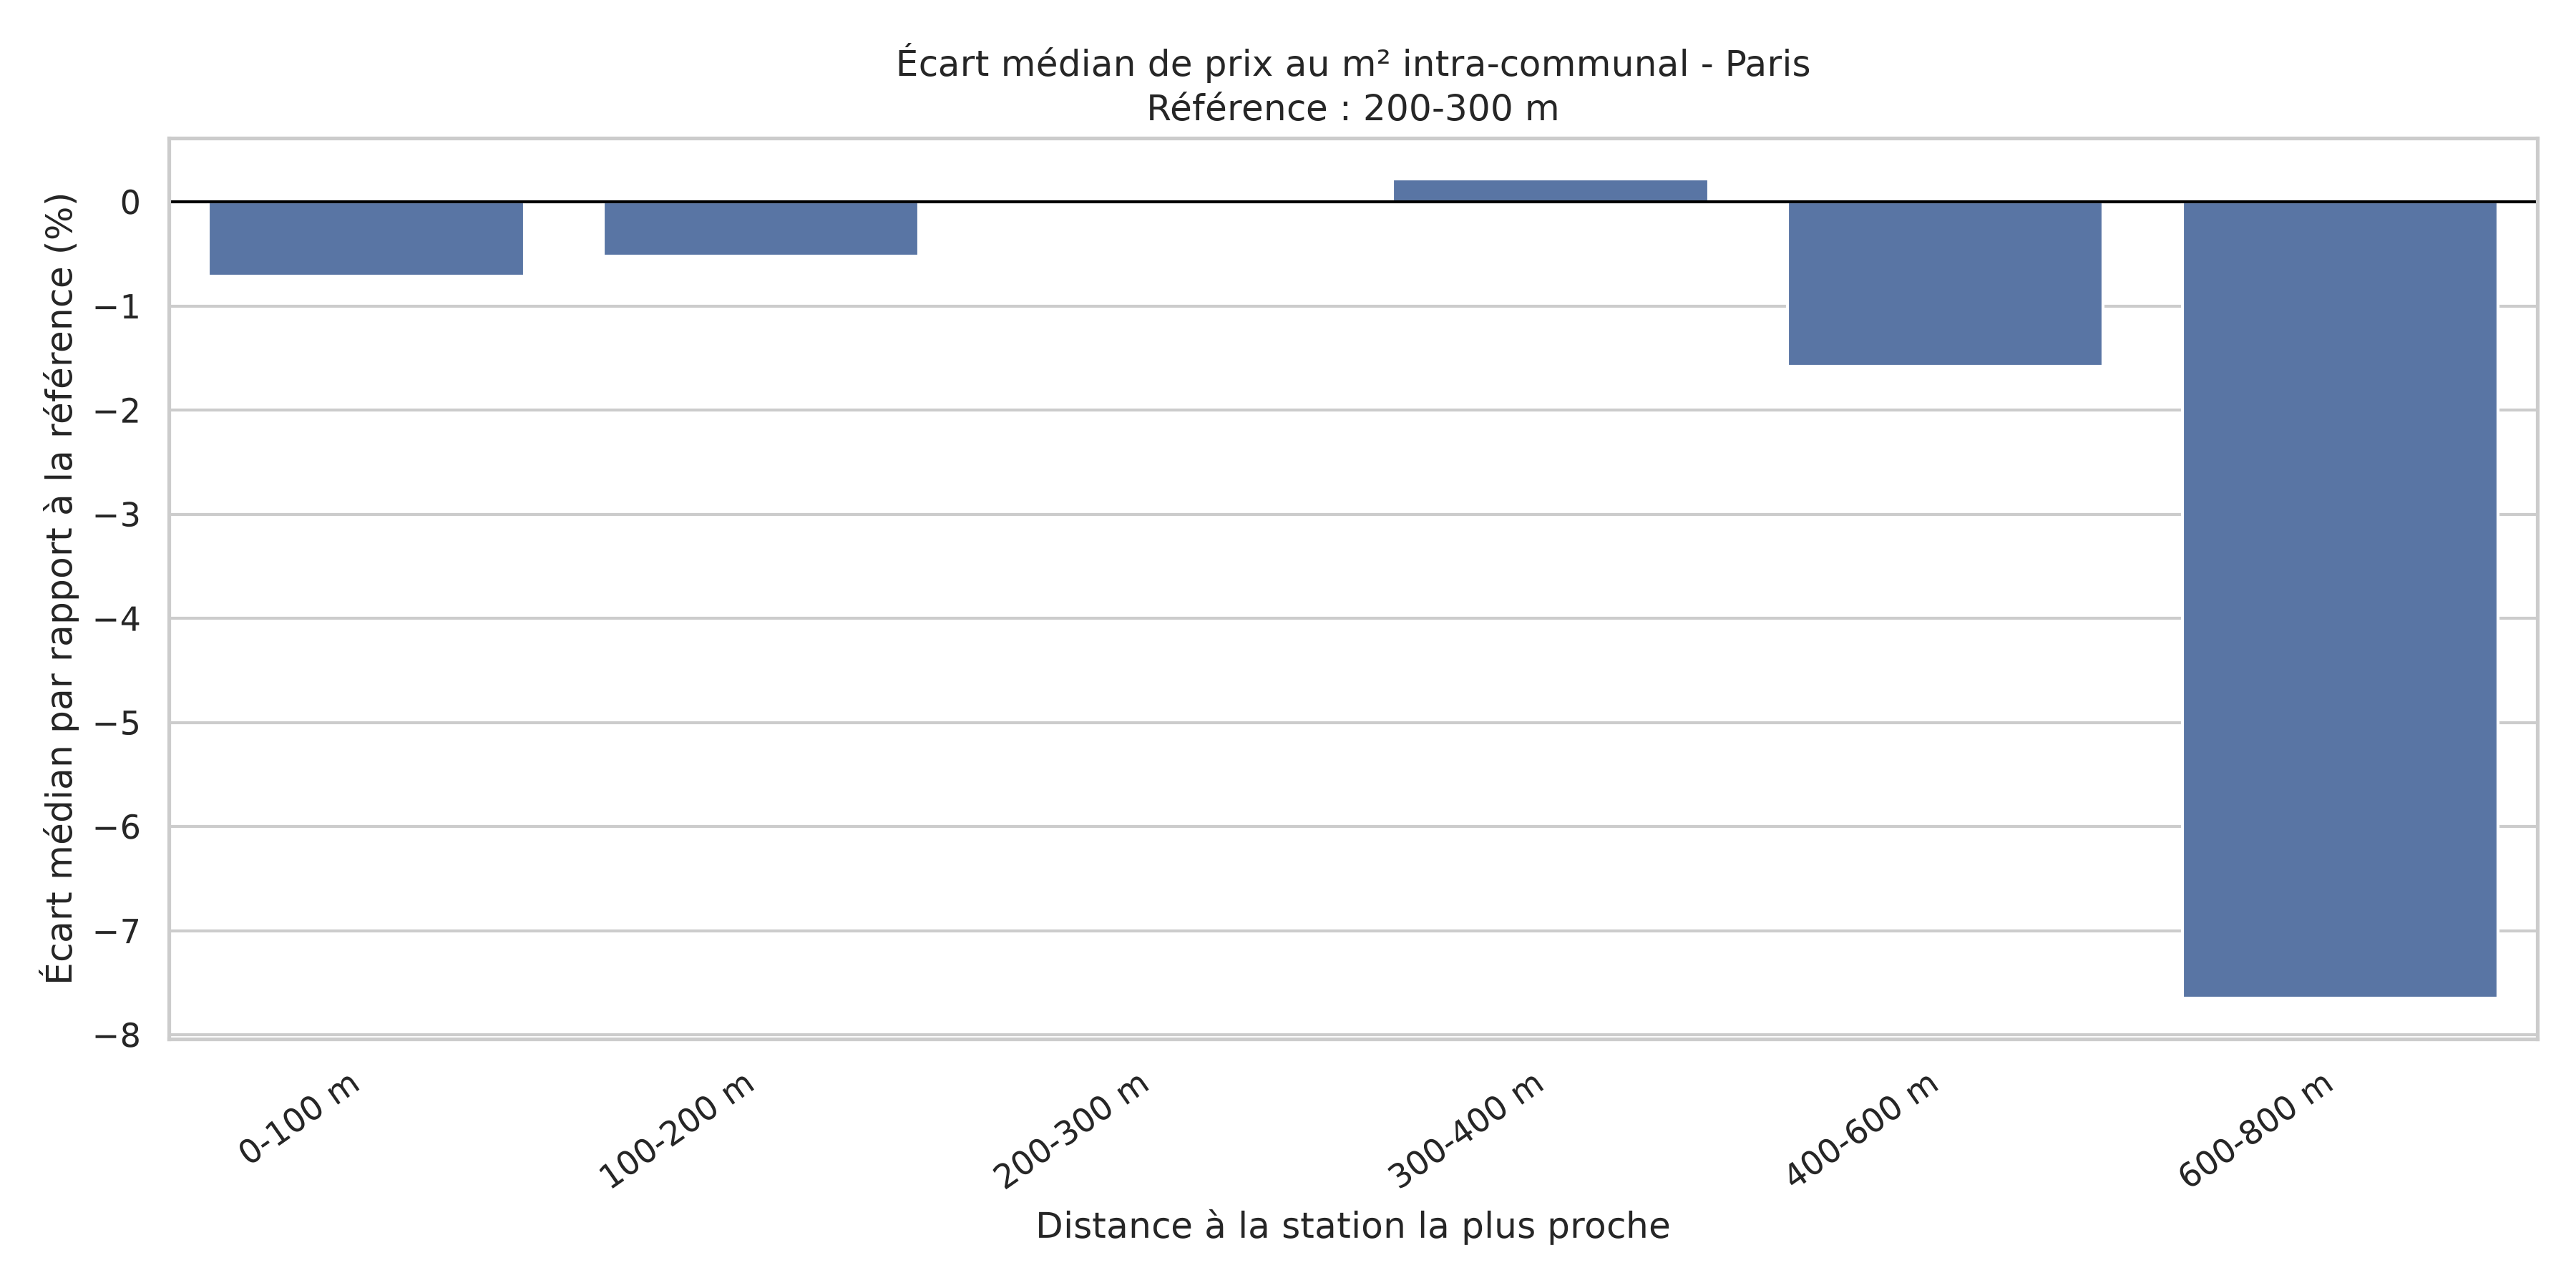 Écart médian de prix au m² intra-communal - Paris
Référence : 200-300 m
Écart médian par rapport à la référence (%)
0
−1
−2
−3
−4
−5
−6
−7
−8
0-100 m
100-200 m
200-300 m
300-400 m
400-600 m
600-800 m
Distance à la station la plus proche